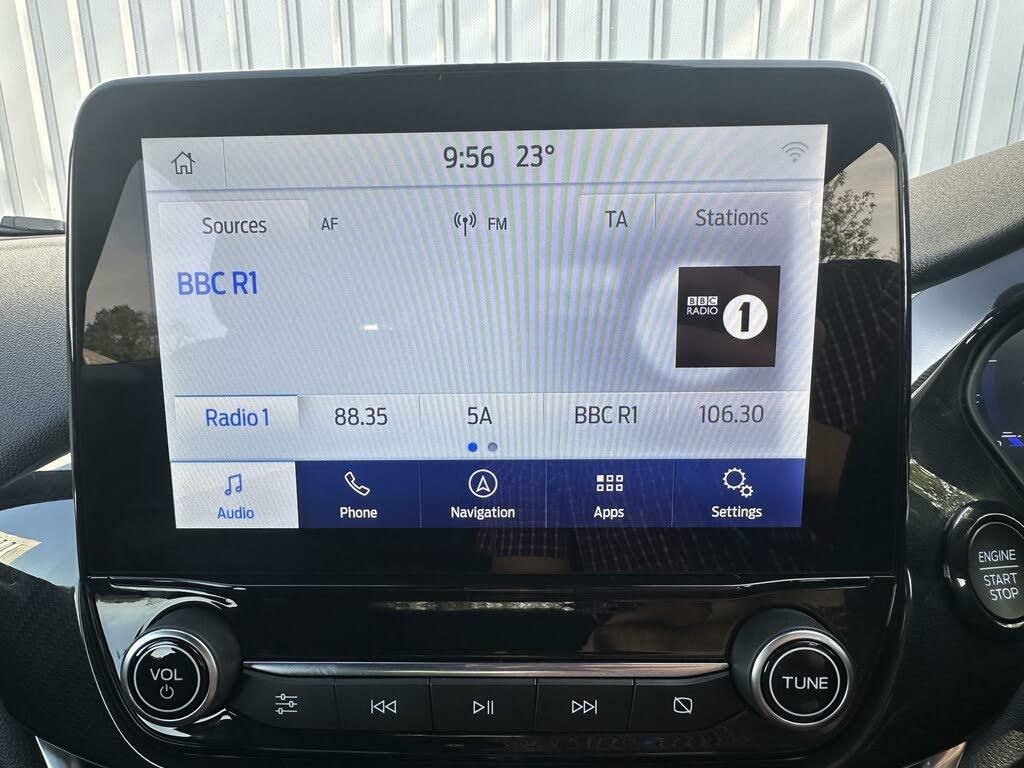 9:56 23°
Sources AF FM TA Stations
BBC R1
BBC
RADIO 1
Radio 1 88.35 5A BBC R1 106.30
Audio Phone Navigation Apps Settings
ENGINE
START
STOP
VOL
TUNE